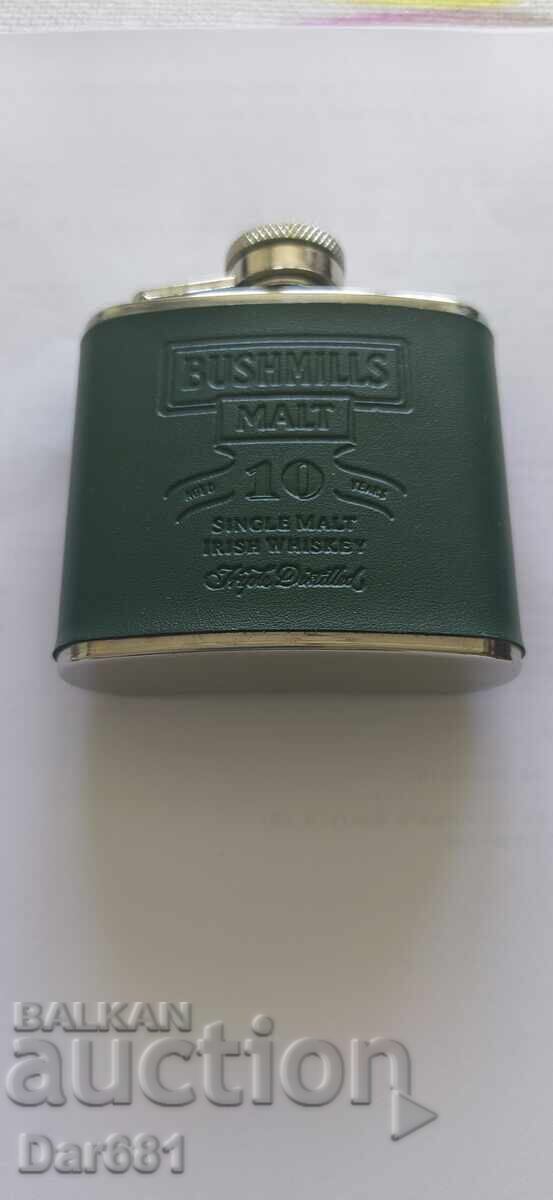 BUSHMILLS
MALT
AGED 10 YEARS
SINGLE MALT
IRISH WHISKEY
Triple Distilled
BALKAN
auction
Dar681